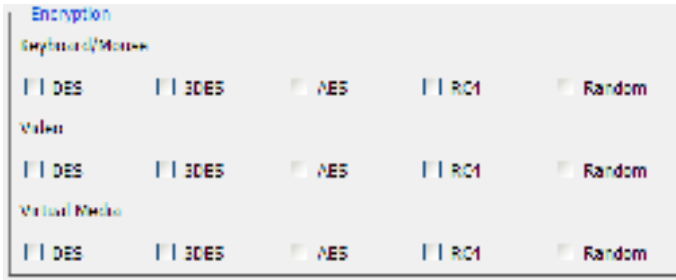 Encryption
Keyboard/Mouse
DES 3DES AES RC4 Random
Video
DES 3DES AES RC4 Random
Virtual Media
DES 3DES AES RC4 Random